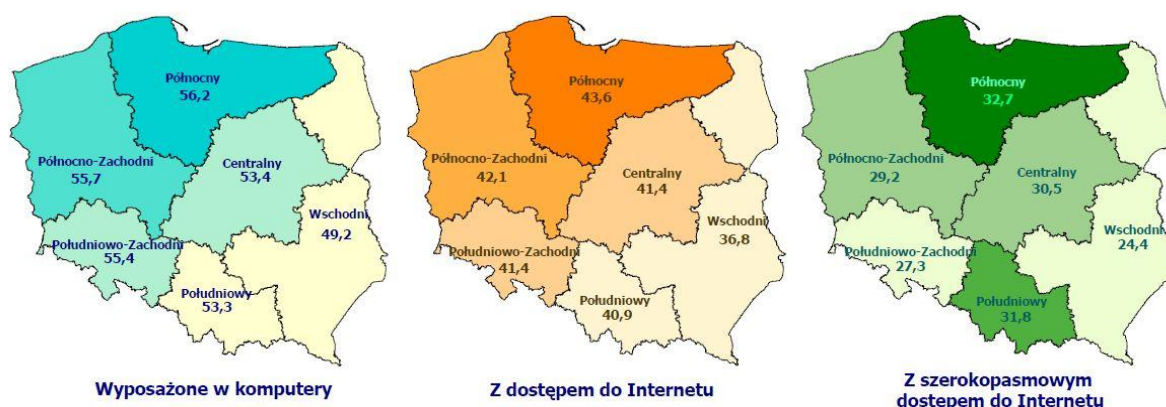 Północny
56,2
Północno-Zachodni
55,7
Centralny
53,4
Wschodni
49,2
Południowo-Zachodni
55,4
Południowy
53,3
Wyposażone w komputery
Północny
43,6
Północno-Zachodni
42,1
Centralny
41,4
Wschodni
36,8
Południowo-Zachodni
41,4
Południowy
40,9
Z dostępem do Internetu
Północny
32,7
Północno-Zachodni
29,2
Centralny
30,5
Wschodni
24,4
Południowo-Zachodni
27,3
Południowy
31,8
Z szerokopasmowym
dostępem do Internetu